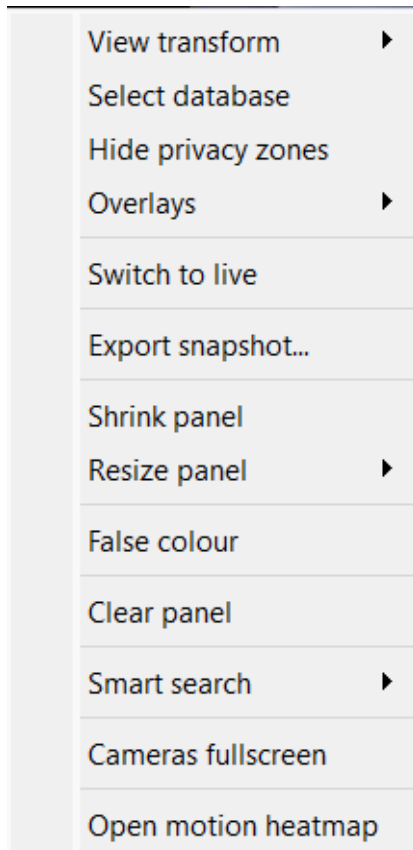 View transform
Select database
Hide privacy zones
Overlays
Switch to live
Export snapshot...
Shrink panel
Resize panel
False colour
Clear panel
Smart search
Cameras fullscreen
Open motion heatmap